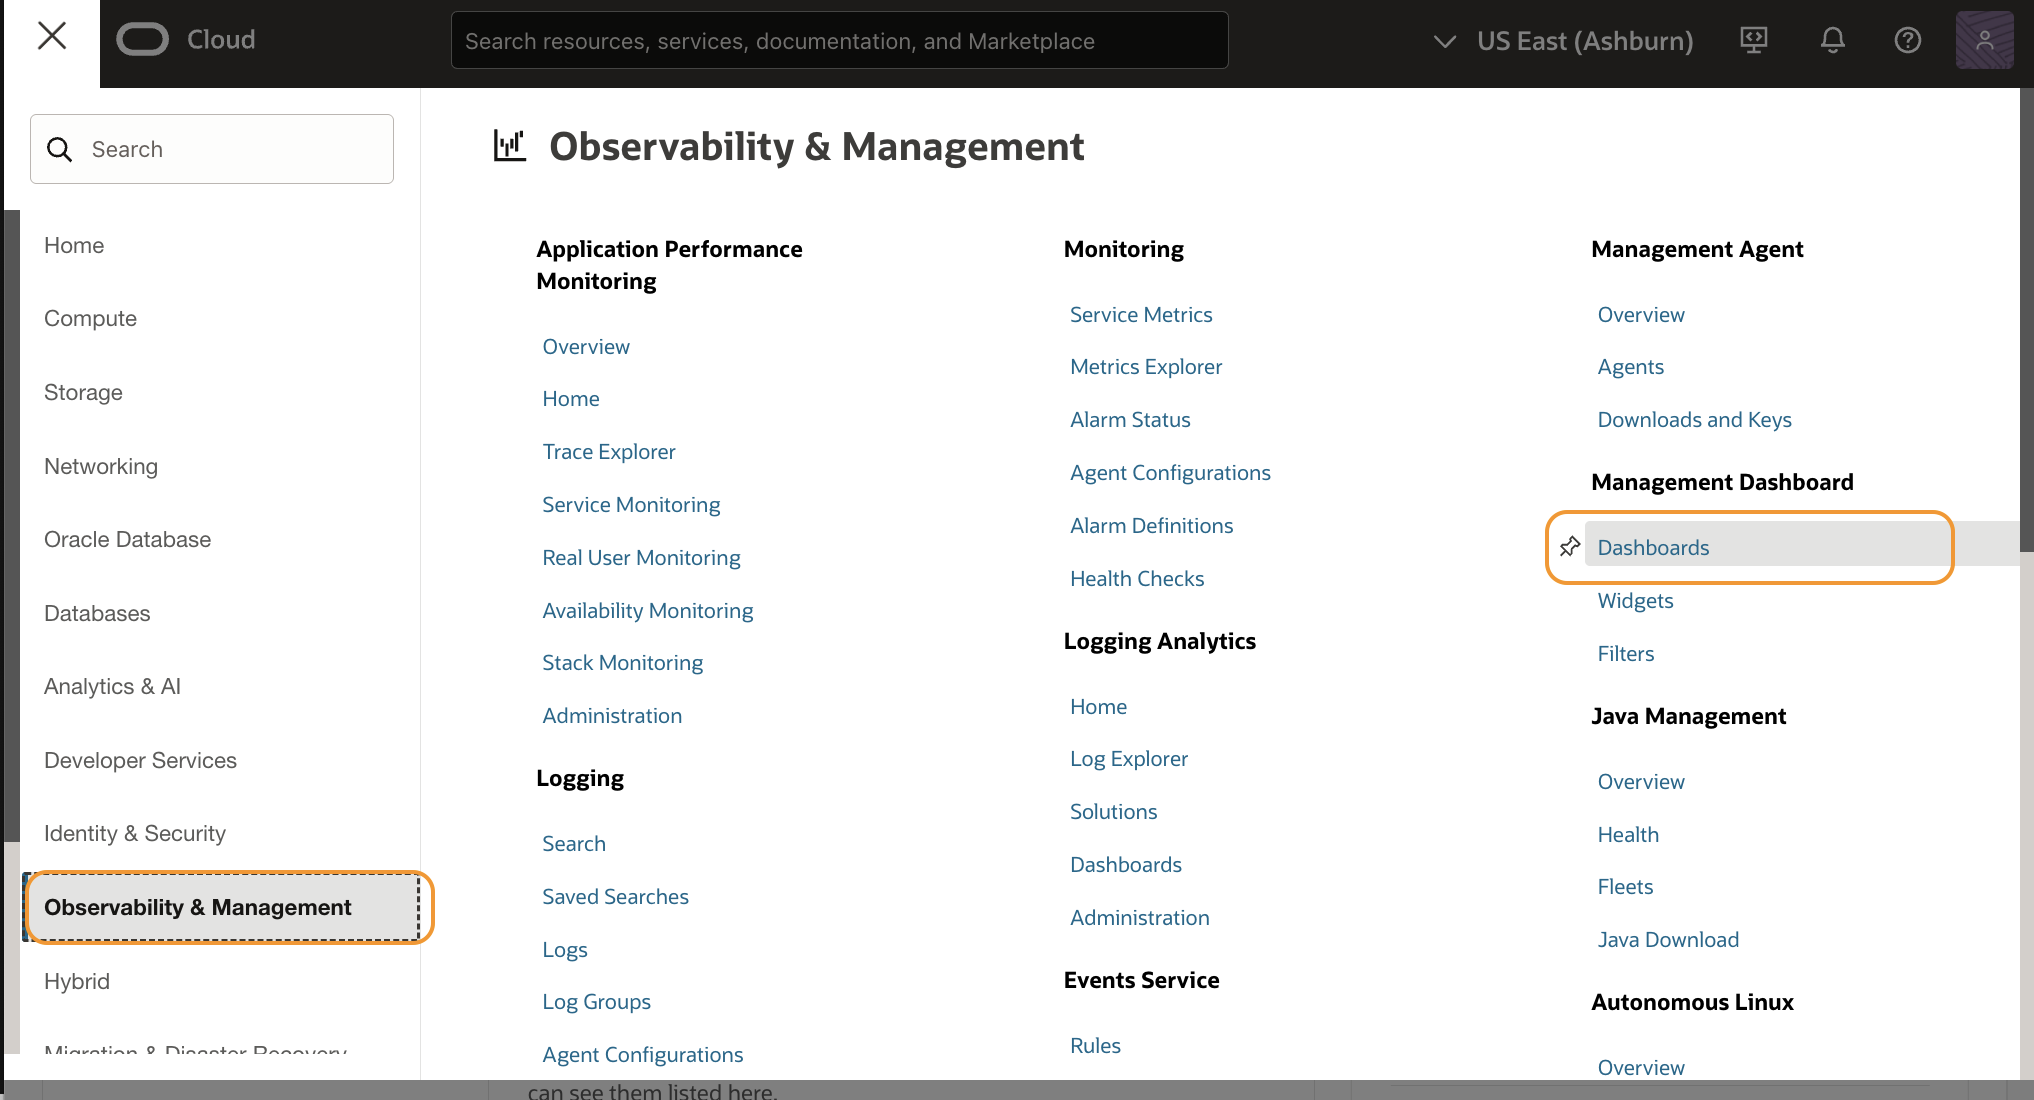 Cloud
Search resources, services, documentation, and Marketplace
US East (Ashburn)
Search
Home
Compute
Storage
Networking
Oracle Database
Databases
Analytics & AI
Developer Services
Identity & Security
Observability & Management
Hybrid
Migration & Disaster Recovery
Observability & Management
Application Performance
Monitoring
Overview
Home
Trace Explorer
Service Monitoring
Real User Monitoring
Availability Monitoring
Stack Monitoring
Administration
Logging
Search
Saved Searches
Logs
Log Groups
Agent Configurations
Monitoring
Service Metrics
Metrics Explorer
Alarm Status
Agent Configurations
Alarm Definitions
Health Checks
Logging Analytics
Home
Log Explorer
Solutions
Dashboards
Administration
Events Service
Rules
Management Agent
Overview
Agents
Downloads and Keys
Management Dashboard
Dashboards
Widgets
Filters
Java Management
Overview
Health
Fleets
Java Download
Autonomous Linux
Overview
can see them listed here.